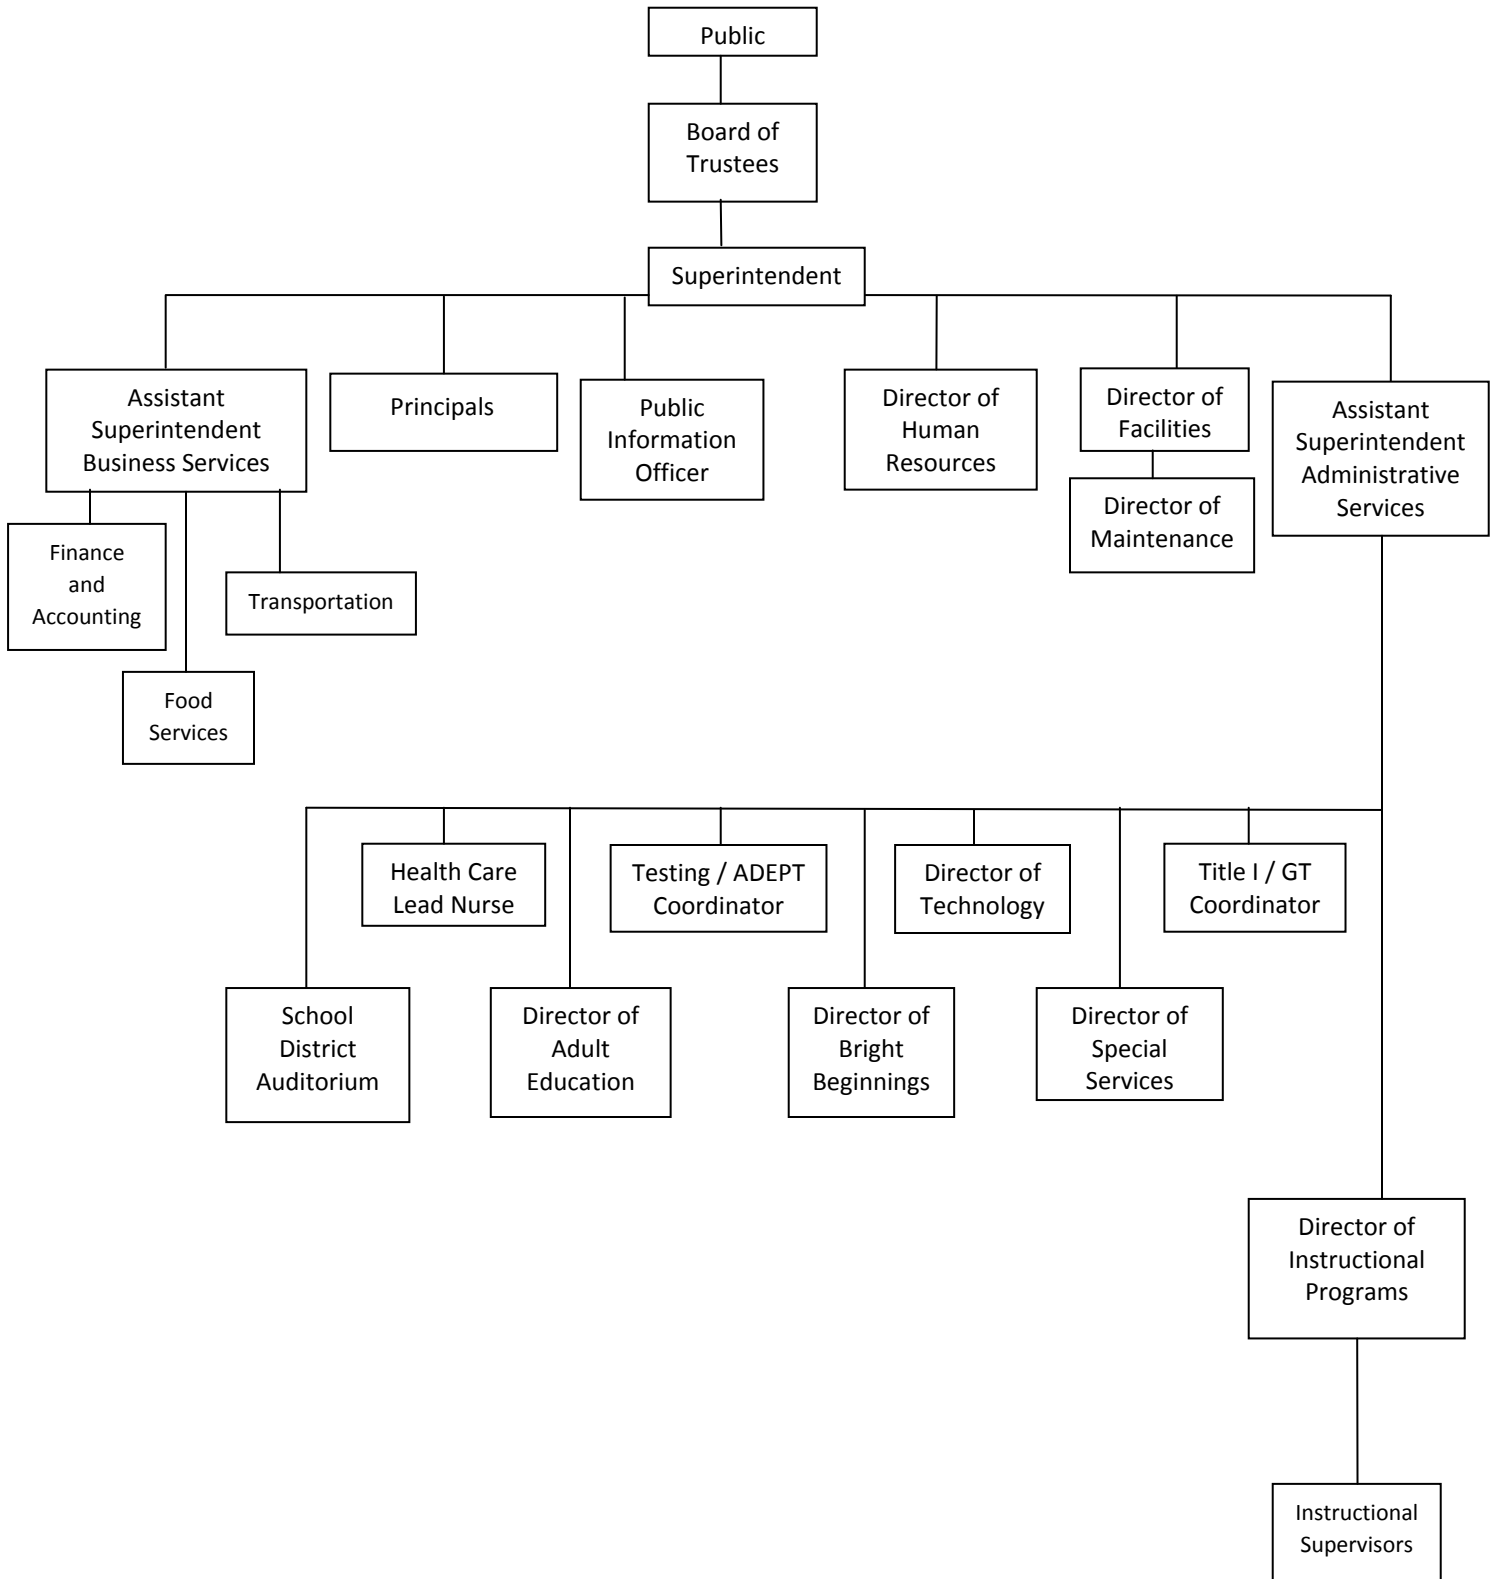 Public
Board of
Trustees
Superintendent
Assistant
Superintendent
Business Services
Principals
Public
Information
Officer
Director of
Human
Resources
Director of
Facilities
Assistant
Superintendent
Administrative
Services
Director of
Maintenance
Finance
and
Accounting
Transportation
Food
Services
Health Care
Lead Nurse
Testing / ADEPT
Coordinator
Director of
Technology
Title I / GT
Coordinator
School
District
Auditorium
Director of
Adult
Education
Director of
Bright
Beginnings
Director of
Special
Services
Director of
Instructional
Programs
Instructional
Supervisors